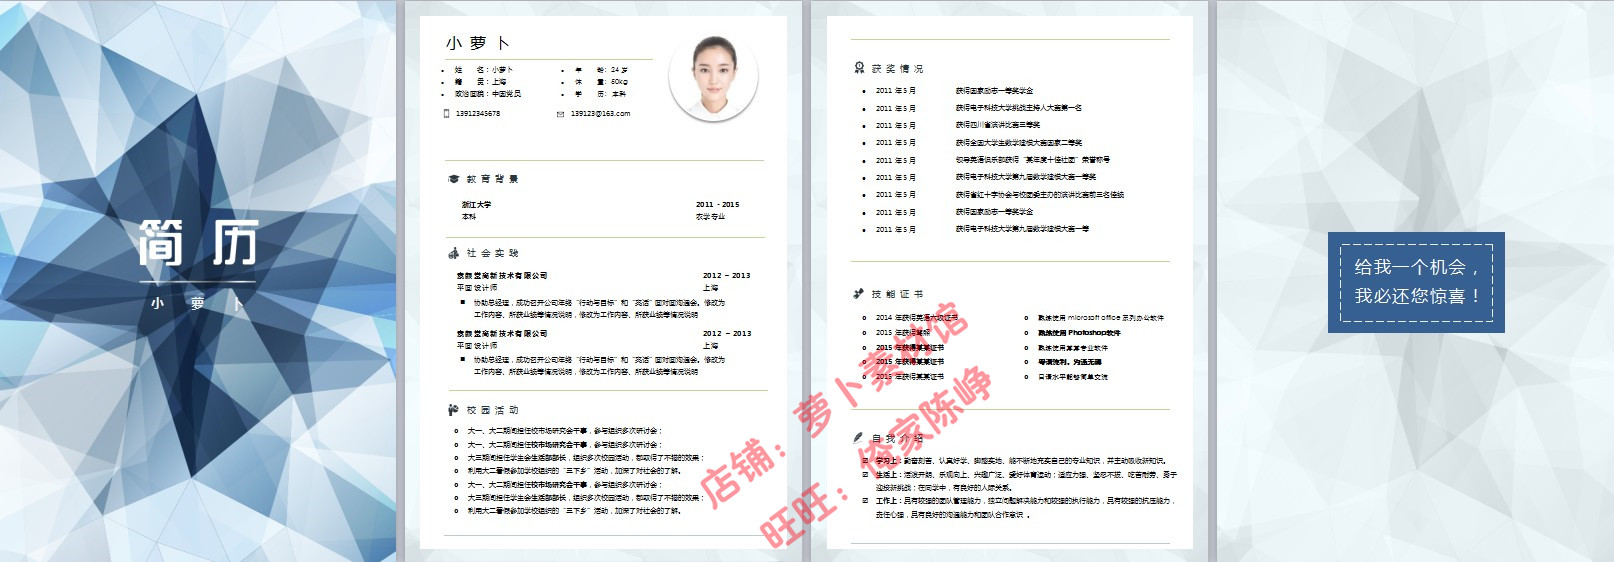 简 历
小 萝 卜
小 萝 卜
姓 名：小萝卜
年 龄：24 岁
籍 贯：上海
体 重：50kg
政治面貌：中国党员
学 历：本科
13912345678
139123@163.com
教育背景
浙江大学
2011 - 2015
本科
农学专业
社会实践
高新技术有限公司
2012 – 2013
平面设计师
上海
协助总经理，成功召开公司年终“行动与目标”和“亮话”面对面沟通会。修改为
工作内容、所获业绩等情况说明，修改为工作内容、所获业绩等情况说明
高新技术有限公司
2012 – 2013
平面设计师
上海
协助总经理，成功召开公司年终“行动与目标”和“亮话”面对面沟通会。修改为
工作内容、所获业绩等情况说明，修改为工作内容、所获业绩等情况说明
校园活动
大一、大二期间担任校市场研究会干事，参与组织多次研讨会；
大一、大二期间担任校市场研究会干事，参与组织多次研讨会；
大三期间担任学生会生活部部长，组织多次校园活动，都取得了不错的效果；
利用大二暑假参加学校组织的“三下乡”活动，加深了对社会的了解。
大一、大二期间担任校市场研究会干事，参与组织多次研讨会；
大三期间担任学生会生活部部长，组织多次校园活动，都取得了不错的效果；
利用大二暑假参加学校组织的“三下乡”活动，加深了对社会的了解。
获奖情况
2011 年 5 月 获得国家励志一等奖学金
2011 年 5 月 获得电子科技大学挑战主持人大赛第一名
2011 年 5 月 获得四川省演讲比赛三等奖
2011 年 5 月 获得全国大学生数学建模大赛国家二等奖
2011 年 5 月 领导英语俱乐部获得“某年度十佳社团”荣誉称号
2011 年 5 月 获得电子科技大学第九届数学建模大赛一等奖
2011 年 5 月 获得省红十字协会与校团委主办的演讲比赛前三名佳绩
2011 年 5 月 获得国家励志一等奖学金
2011 年 5 月 获得电子科技大学第九届数学建模大赛一等
技能证书
2014 年获得英语六级证书
熟练使用 microsoft office 系列办公软件
2015 年获得驾照
熟练使用 Photoshop软件
2015 年获得某某证书
熟练使用某某专业软件
2015 年获得某某证书
粤语流利，沟通无碍
2015 年获得某某证书
日语水平能够简单交流
自我介绍
学习上：勤奋刻苦、认真好学、脚踏实地、能不断地充实自己的专业知识，并主动吸收新知识。
生活上：活泼开朗、乐观向上、兴趣广泛、爱好体育运动；适应力强、坚忍不拔、吃苦耐劳、勇于
迎接新挑战；在向学中，有良好的人际关系。
工作上：具有较强的团队管理能力，独立问题解决能力和较强的执行能力，具有较强的抗压能力，
责任心强，且有良好的沟通能力和团队合作意识 。
店铺：萝卜素材馆
旺旺：俺家陈峥
给我一个机会，
我必还您惊喜！